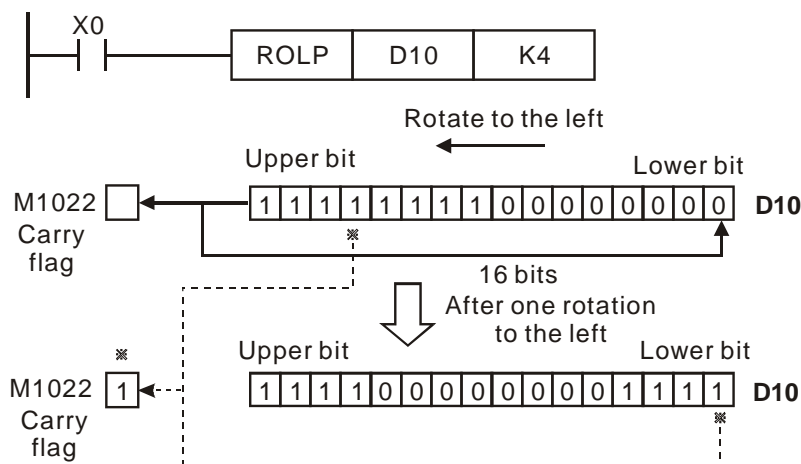 X0
ROLP D10 K4
Rotate to the left
Upper bit Lower bit
M1022 1 1 1 1 1 1 1 1 0 0 0 0 0 0 0 0 D10
Carry
flag
※
16 bits
After one rotation
to the left
※
Upper bit Lower bit
M1022 1 1 1 1 1 0 0 0 0 0 0 0 0 1 1 1 1 D10
Carry
flag
※